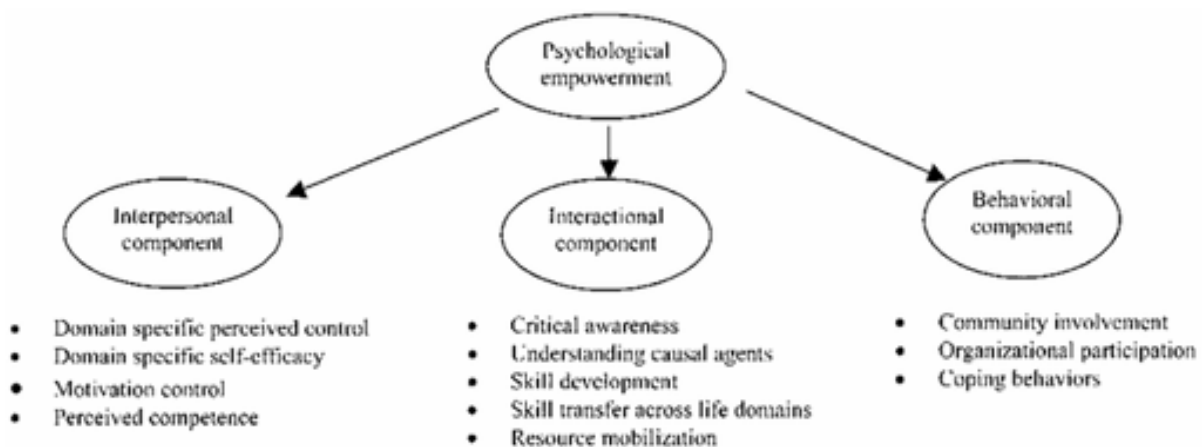 Psychological
empowerment
Interpersonal
component
Interactional
component
Behavioral
component
• Domain specific perceived control
• Domain specific self-efficacy
• Motivation control
• Perceived competence
• Critical awareness
• Understanding causal agents
• Skill development
• Skill transfer across life domains
• Resource mobilization
• Community involvement
• Organizational participation
• Coping behaviors